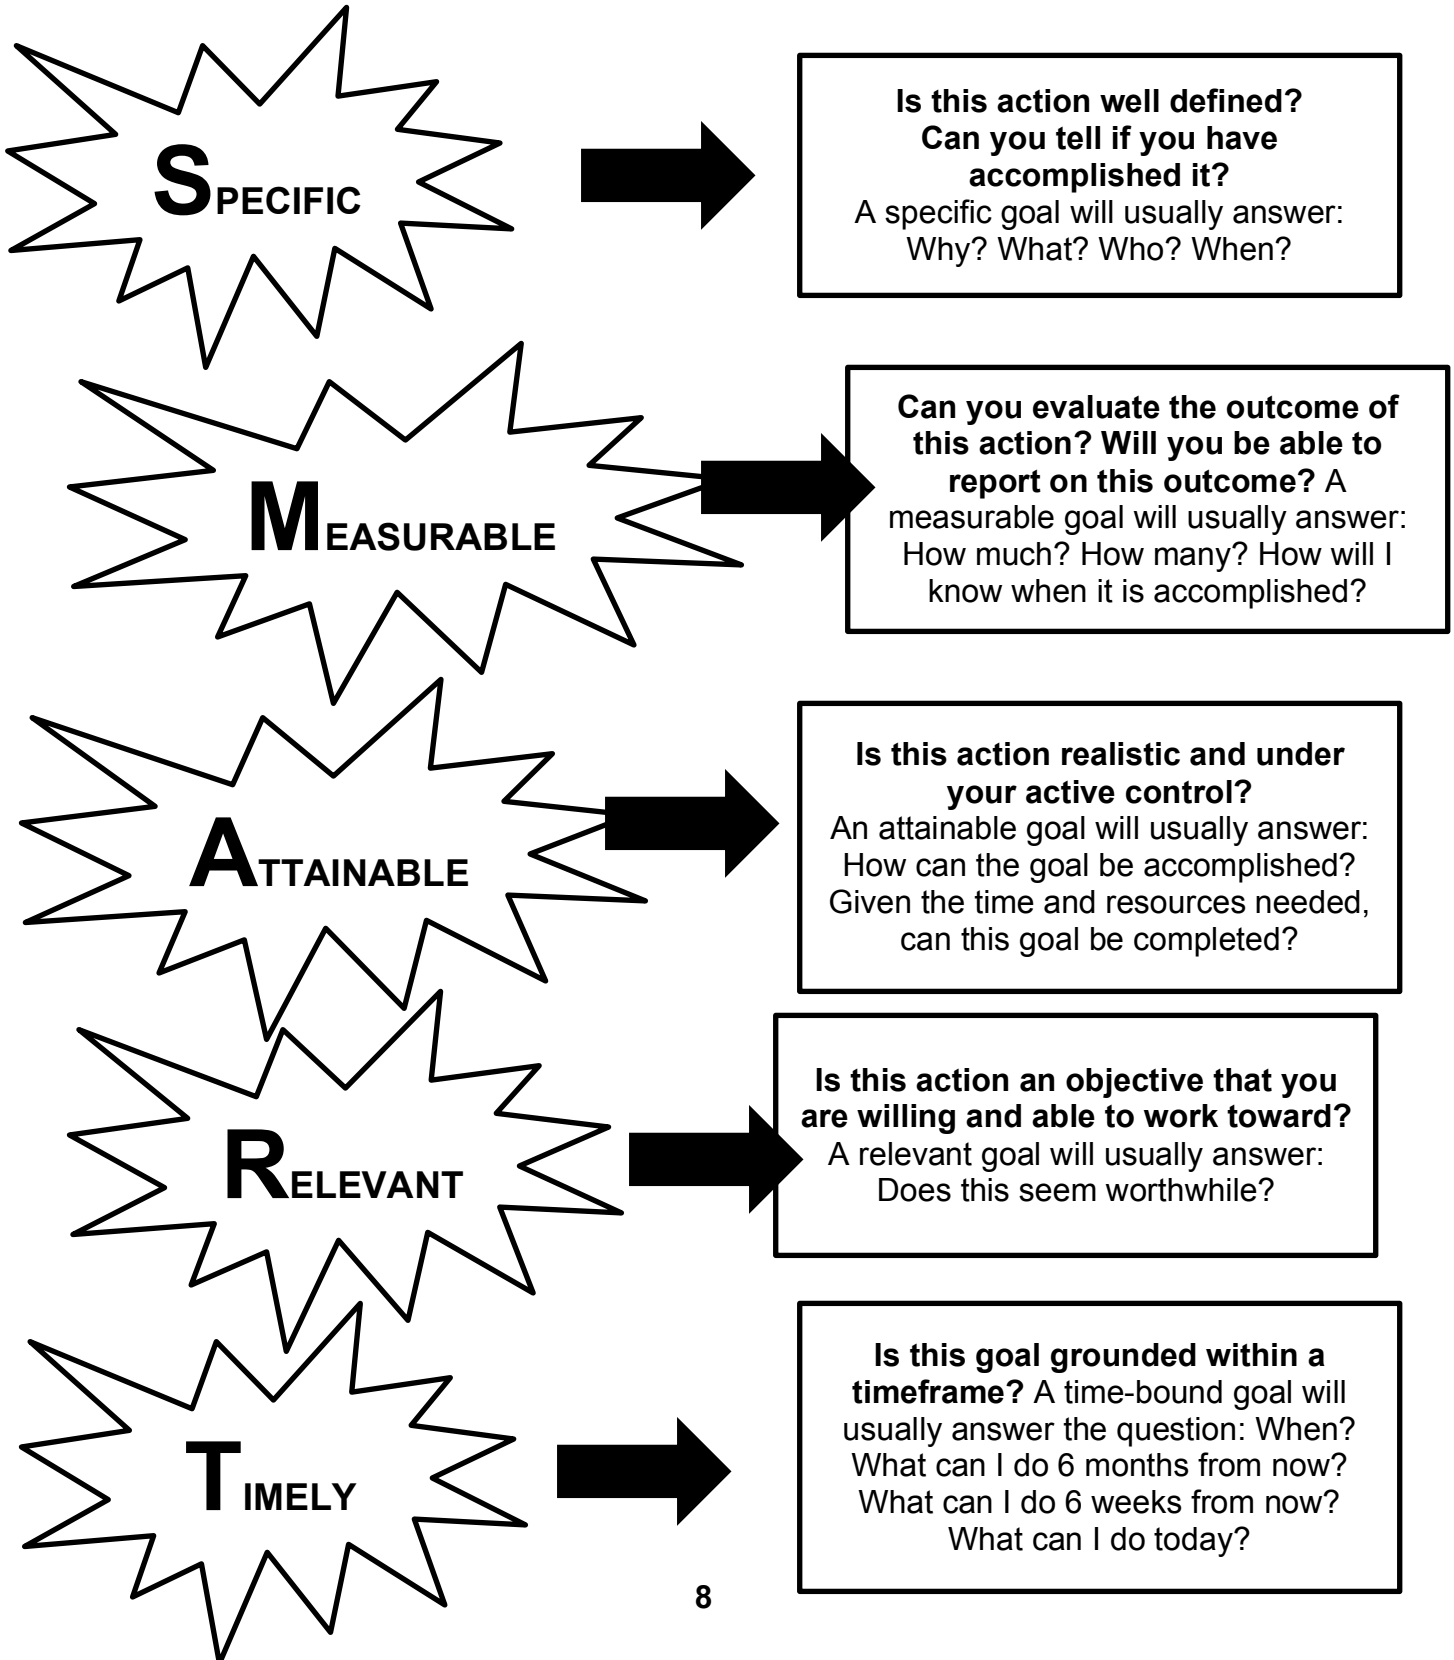 SPECIFIC
Is this action well defined?
Can you tell if you have
accomplished it?
A specific goal will usually answer:
Why? What? Who? When?
MEASURABLE
Can you evaluate the outcome of
this action? Will you be able to
report on this outcome? A
measurable goal will usually answer:
How much? How many? How will I
know when it is accomplished?
ATTAINABLE
Is this action realistic and under
your active control?
An attainable goal will usually answer:
How can the goal be accomplished?
Given the time and resources needed,
can this goal be completed?
RELEVANT
Is this action an objective that you
are willing and able to work toward?
A relevant goal will usually answer:
Does this seem worthwhile?
TIMELY
Is this goal grounded within a
timeframe? A time-bound goal will
usually answer the question: When?
What can I do 6 months from now?
What can I do 6 weeks from now?
What can I do today?
8